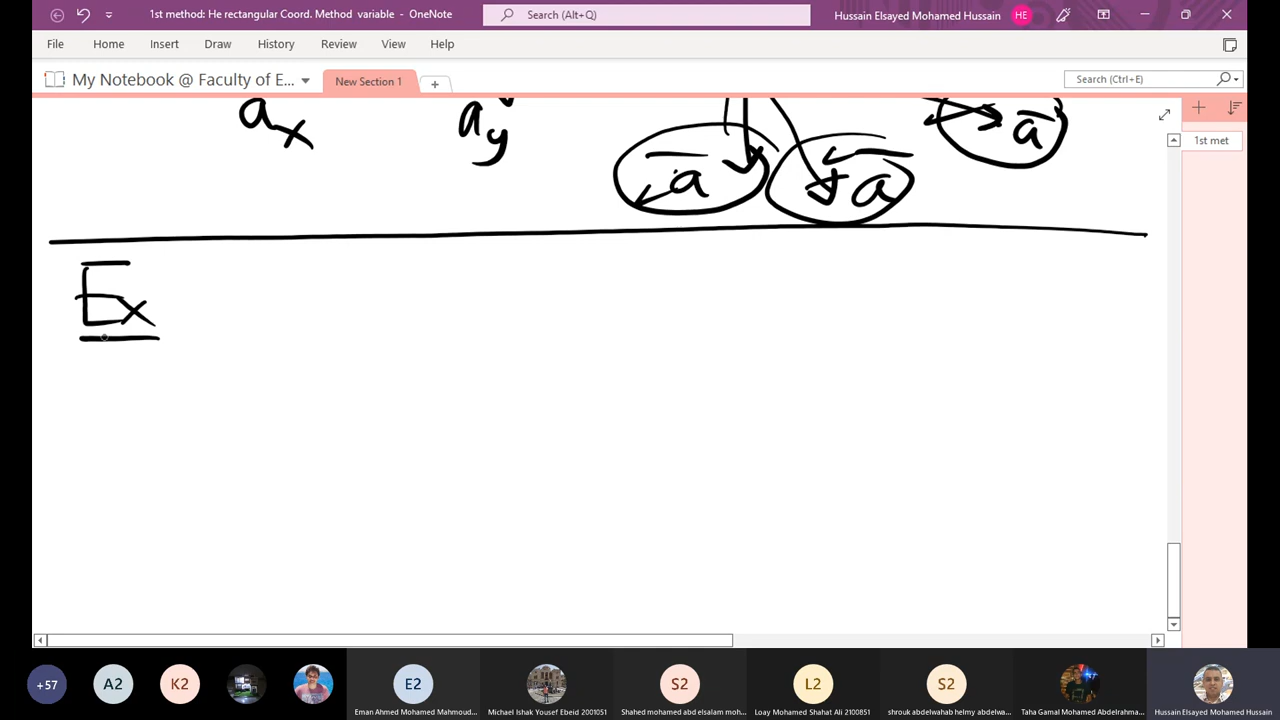 1st method: He rectangular Coord. Method variable - OneNote
Search (Alt+Q)
Hussain Elsayed Mohamed Hussain HE
File Home Insert Draw History Review View Help
My Notebook @ Faculty of E... New Section 1 +
Search (Ctrl+E)
1st met
ax ay a a a
Ex
+57 A2 K2 E2 S2 L2 S2
Eman Ahmed Mohamed Mahmoud... Michael Ishak Yousef Ebeid 2001051 Shahed mohamed abd elsalam moh... Loay Mohamed Shahat Ali 2100851 shrouk abdelwahab helmy abdelwa... Taha Gamal Mohamed Abdelrahma... Hussain Elsayed Mohamed Hussain